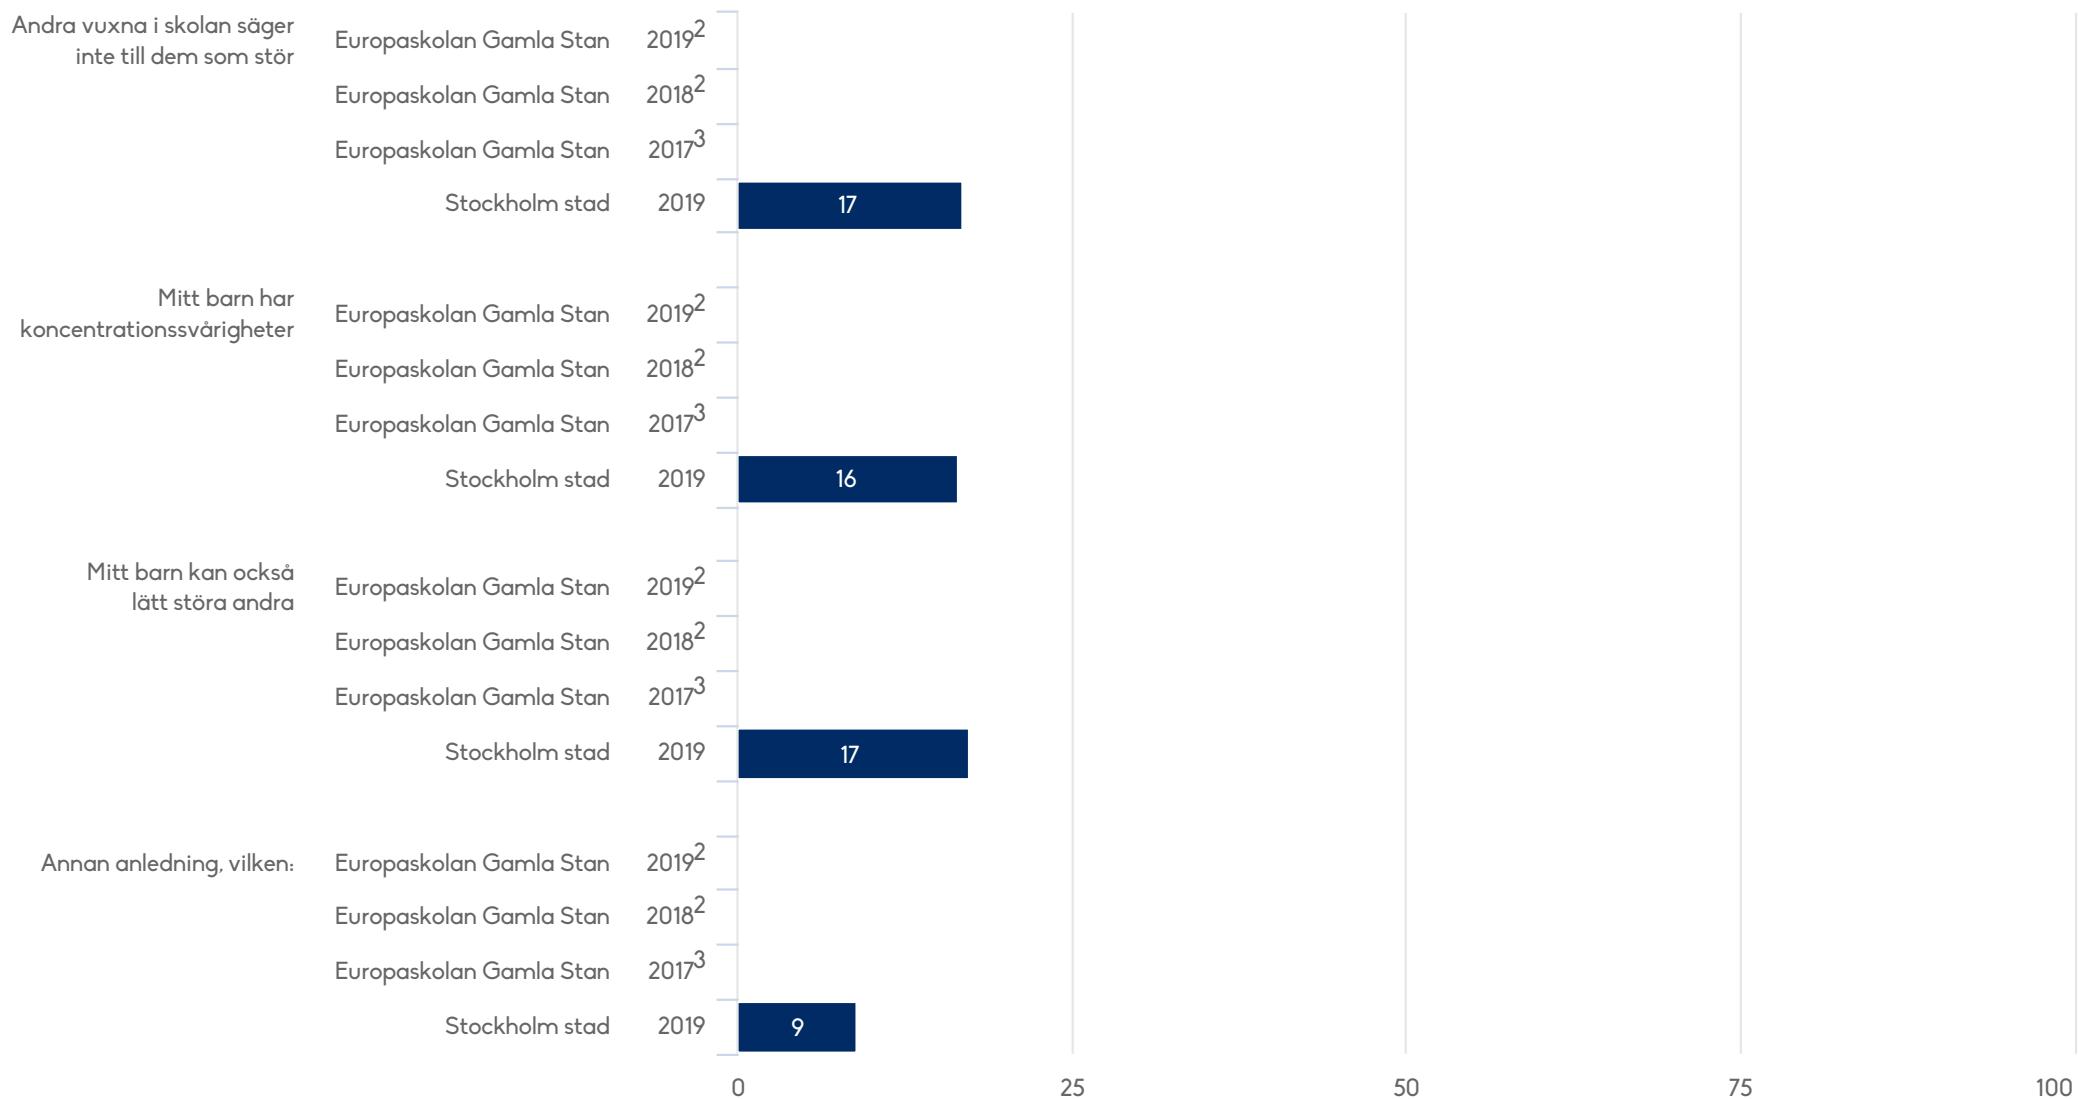 Andra vuxna i skolan säger
inte till dem som stör
Europaskolan Gamla Stan 2019²
Europaskolan Gamla Stan 2018²
Europaskolan Gamla Stan 2017³
Stockholm stad 2019 17
Mitt barn har
koncentrationssvårigheter
Europaskolan Gamla Stan 2019²
Europaskolan Gamla Stan 2018²
Europaskolan Gamla Stan 2017³
Stockholm stad 2019 16
Mitt barn kan också
lätt störa andra
Europaskolan Gamla Stan 2019²
Europaskolan Gamla Stan 2018²
Europaskolan Gamla Stan 2017³
Stockholm stad 2019 17
Annan anledning, vilken: Europaskolan Gamla Stan 2019²
Europaskolan Gamla Stan 2018²
Europaskolan Gamla Stan 2017³
Stockholm stad 2019 9
0 25 50 75 100